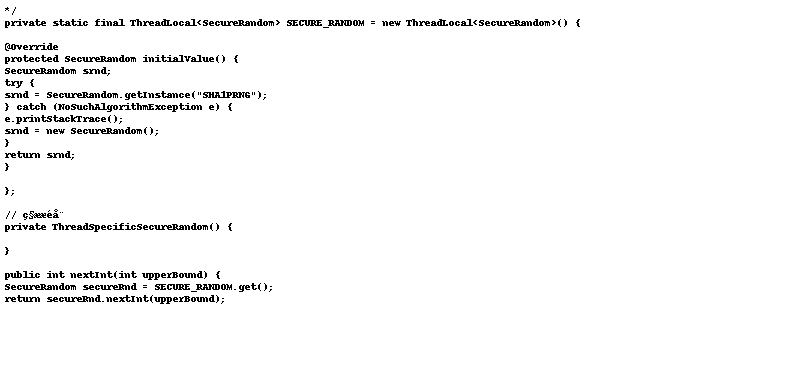 */
private static final ThreadLocal<SecureRandom> SECURE_RANDOM = new ThreadLocal<SecureRandom>() {
@Override
protected SecureRandom initialValue() {
SecureRandom srnd;
try {
srnd = SecureRandom.getInstance("SHA1PRNG");
} catch (NoSuchAlgorithmException e) {
e.printStackTrace();
srnd = new SecureRandom();
}
return srnd;
}
};
// ç§ææéå¨
private ThreadSpecificSecureRandom() {
}
public int nextInt(int upperBound) {
SecureRandom secureRnd = SECURE_RANDOM.get();
return secureRnd.nextInt(upperBound);